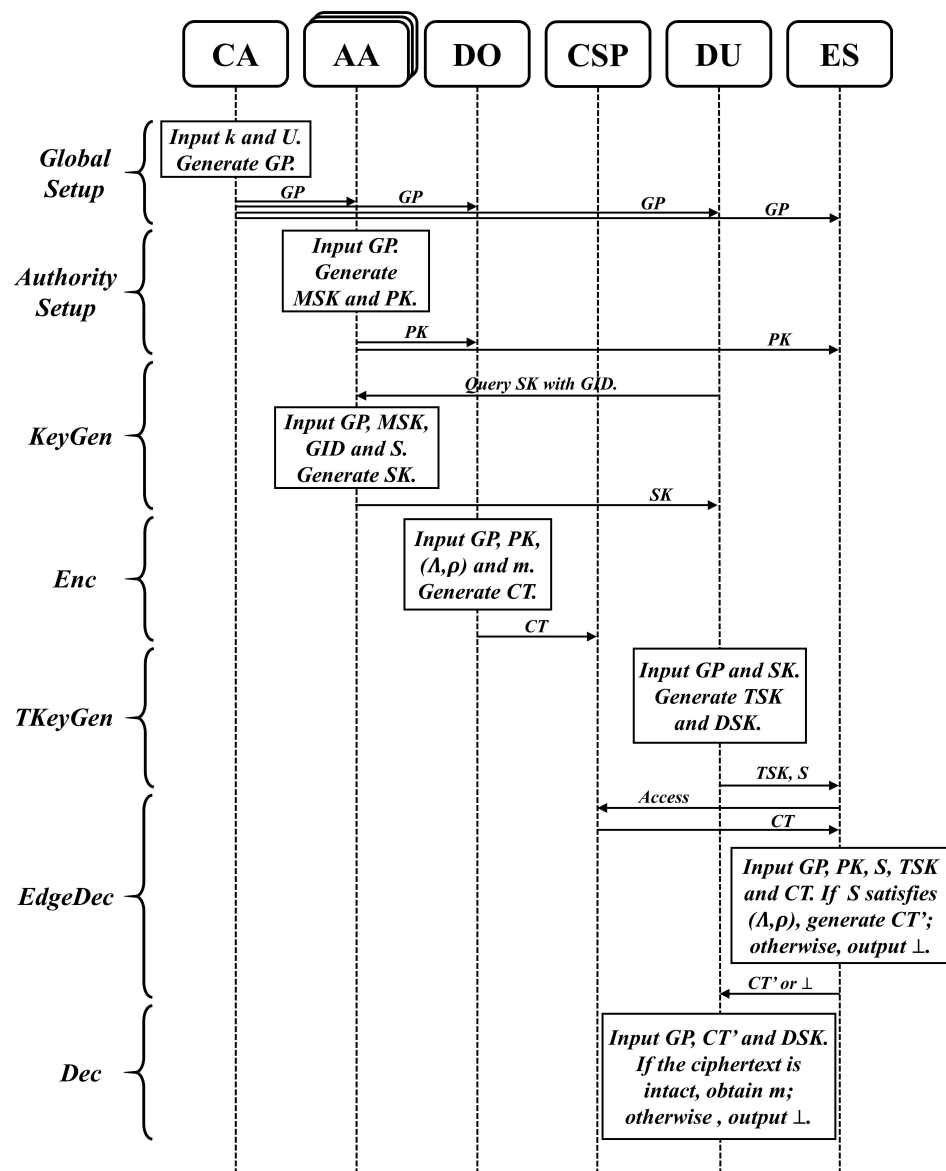 CA
AA
DO
CSP
DU
ES
Global
Setup
Input k and U.
Generate GP.
GP
GP
GP
GP
Authority
Setup
Input GP.
Generate
MSK and PK.
PK
PK
KeyGen
Query SK with GID.
Input GP, MSK,
GID and S.
Generate SK.
SK
Enc
Input GP, PK,
(Λ,ρ) and m.
Generate CT.
CT
TKeyGen
Input GP and SK.
Generate TSK
and DSK.
TSK, S
EdgeDec
Access
CT
Input GP, PK, S, TSK
and CT. If S satisfies
(Λ,ρ), generate CT’;
otherwise, output ⊥.
CT’ or ⊥
Dec
Input GP, CT’ and DSK.
If the ciphertext is
intact, obtain m;
otherwise , output ⊥.